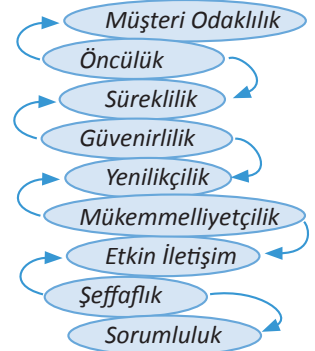 Müşteri Odaklılık
Öncülük
Süreklilik
Güvenirlilik
Yenilikçilik
Mükemmelliyetçilik
Etkin İletişim
Şeffaflık
Sorumluluk